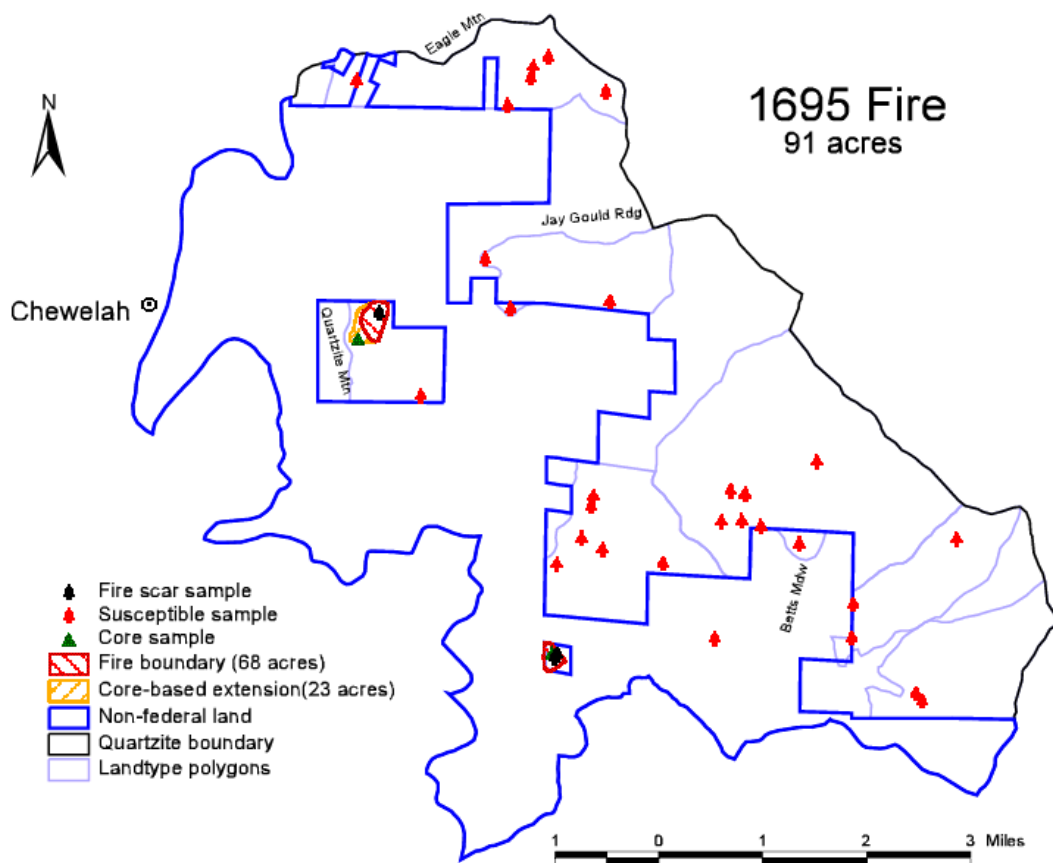 Eagle Mtn
N
1695 Fire
91 acres
Jay Gould Rdg
Chewelah
Quartzite Mtn
Betts Mdw
Fire scar sample
Susceptible sample
Core sample
Fire boundary (68 acres)
Core-based extension(23 acres)
Non-federal land
Quartzite boundary
Landtype polygons
1 0 1 2 3 Miles